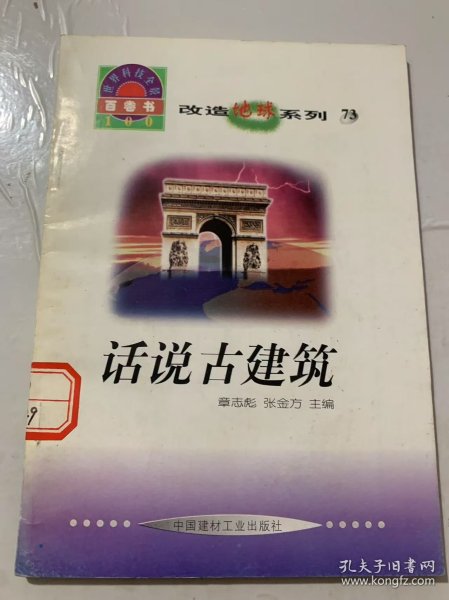 世界科技全景
百卷书
100
改造地球系列 73
话说古建筑
章志彪 张金方 主编
9
中国建材工业出版社
孔夫子旧书网
www.kongfz.com